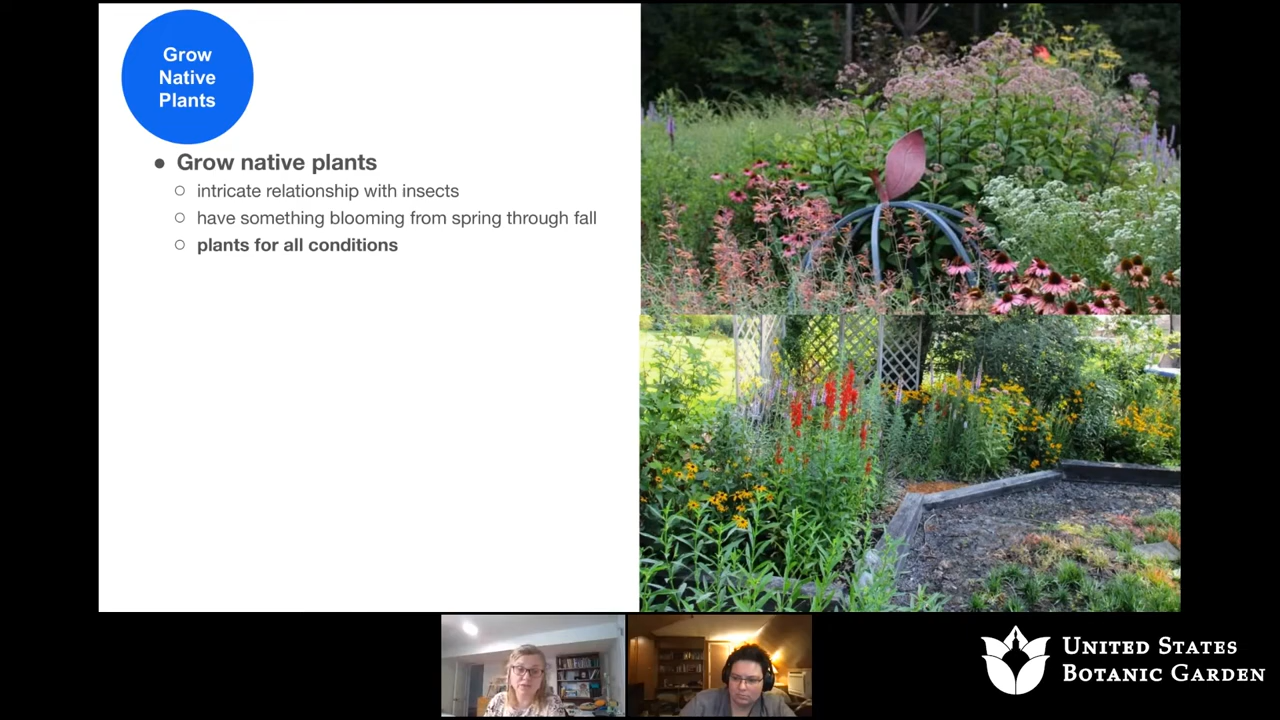 Grow
Native
Plants
Grow native plants
intricate relationship with insects
have something blooming from spring through fall
plants for all conditions
United States
Botanic Garden